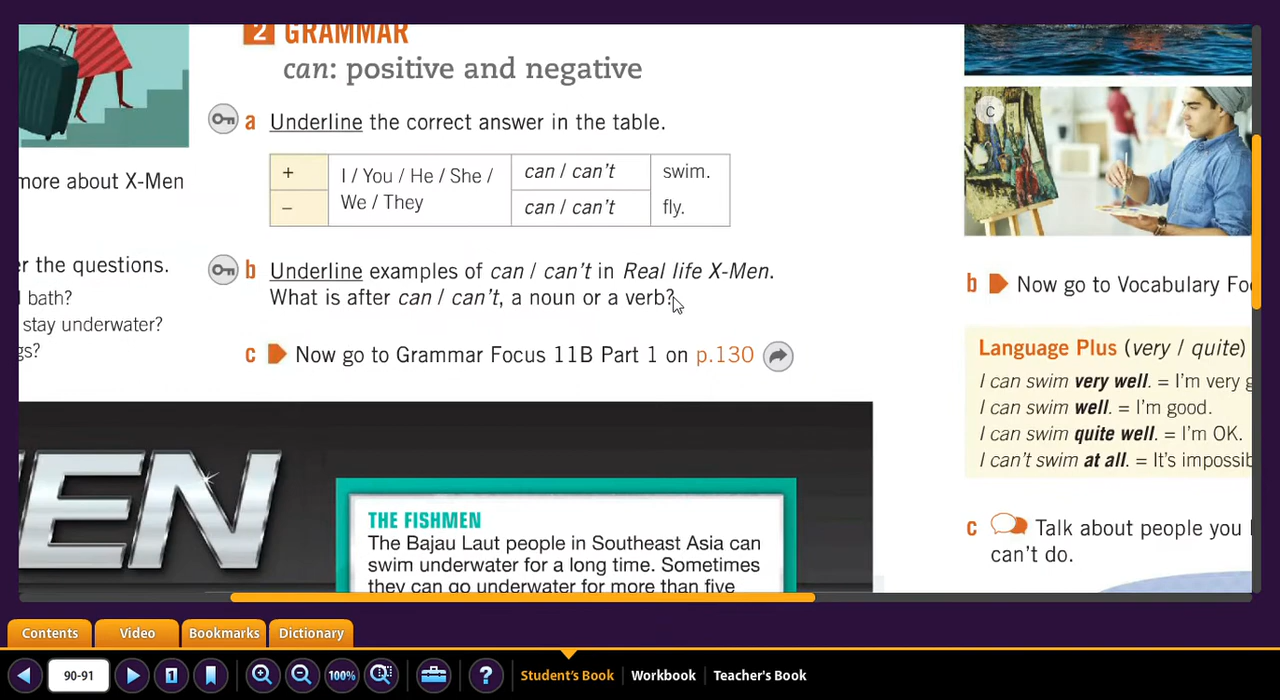 2 GRAMMAR
can: positive and negative
a Underline the correct answer in the table.
+ I / You / He / She / We / They can / can't swim.
– can / can't fly.
b Underline examples of can / can't in Real life X-Men.
What is after can / can't, a noun or a verb?
c Now go to Grammar Focus 11B Part 1 on p.130
more about X-Men
r the questions.
bath?
stay underwater?
gs?
EN
THE FISHMEN
The Bajau Laut people in Southeast Asia can
swim underwater for a long time. Sometimes
they can go underwater for more than five
C
b Now go to Vocabulary Fo
Language Plus (very / quite)
I can swim very well. = I'm very g
I can swim well. = I'm good.
I can swim quite well. = I'm OK.
I can't swim at all. = It's impossib
c Talk about people you
can't do.
Contents Video Bookmarks Dictionary
90-91 1 100% ? Student's Book Workbook Teacher's Book